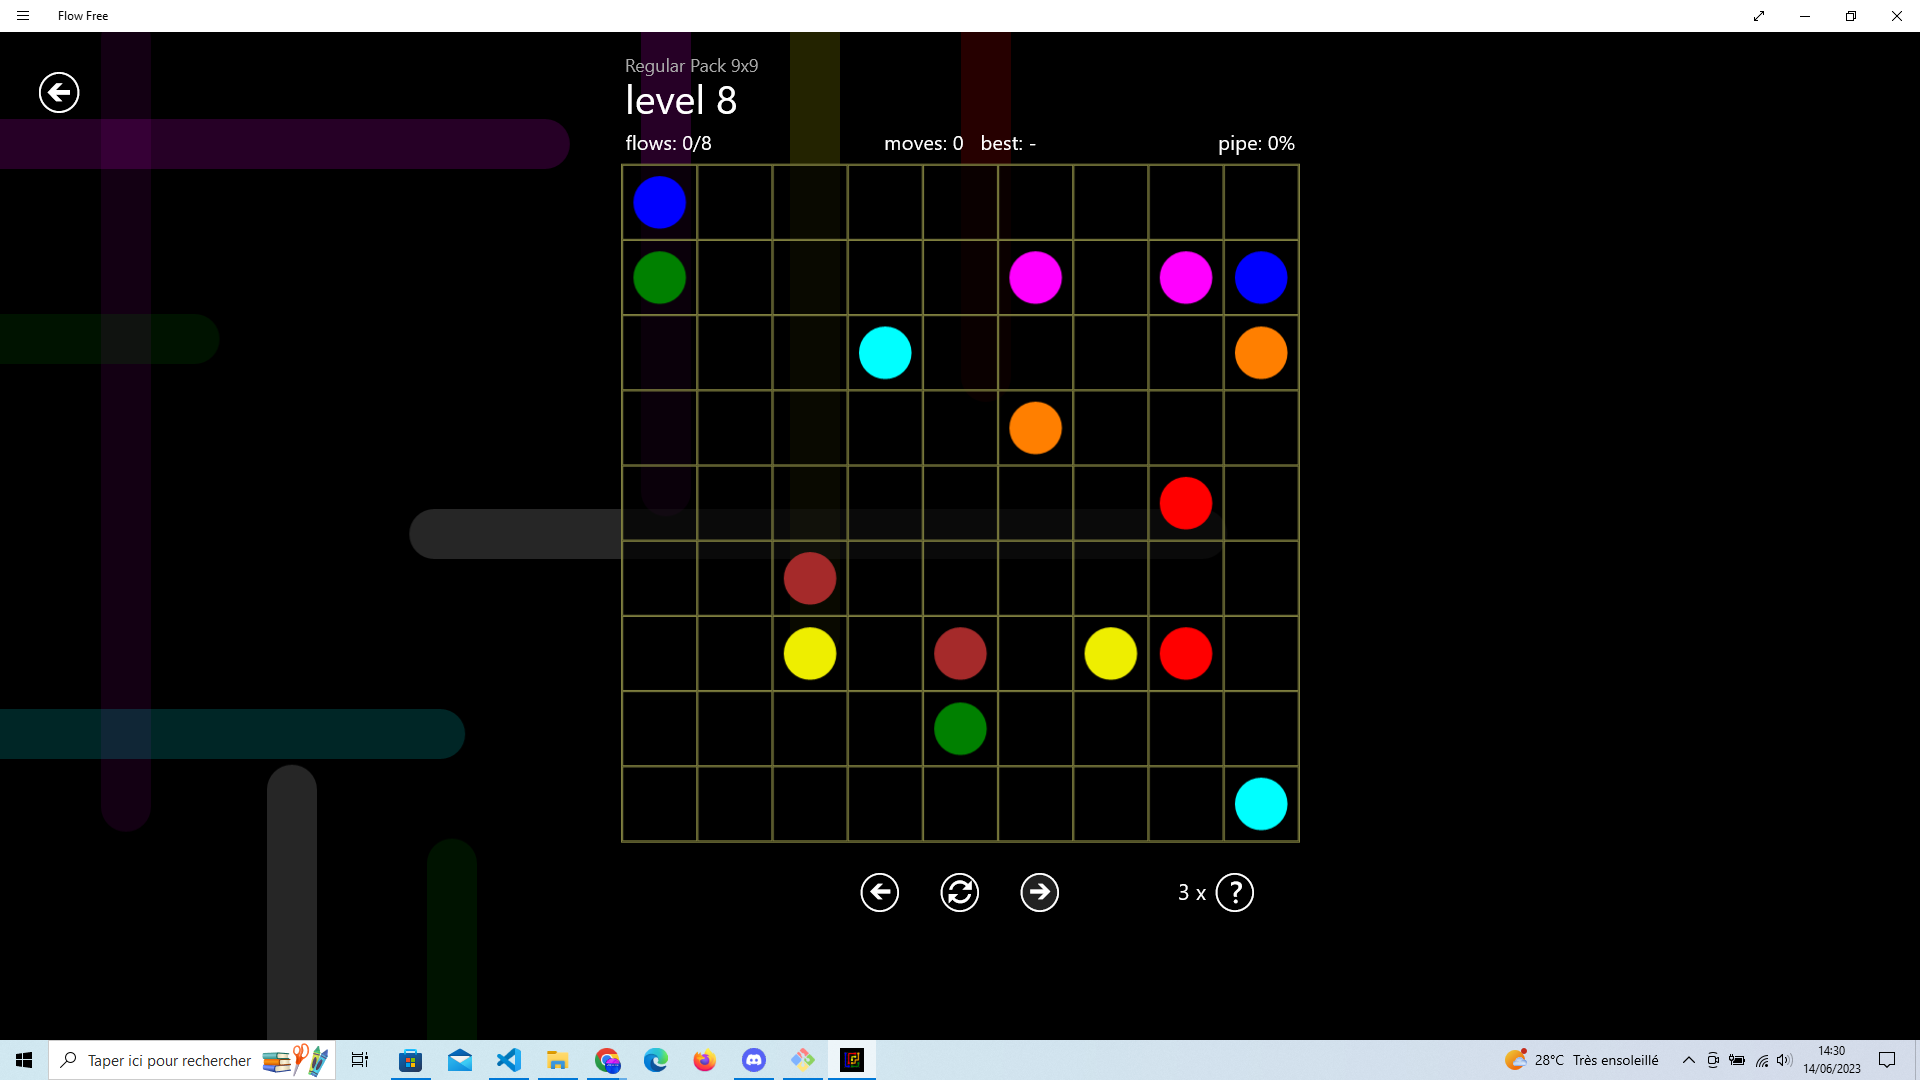 Flow Free
Regular Pack 9x9
level 8
flows: 0/8 moves: 0 best: - pipe: 0%
3 x ?
Taper ici pour rechercher
28°C Très ensoleillé
14:30
14/06/2023